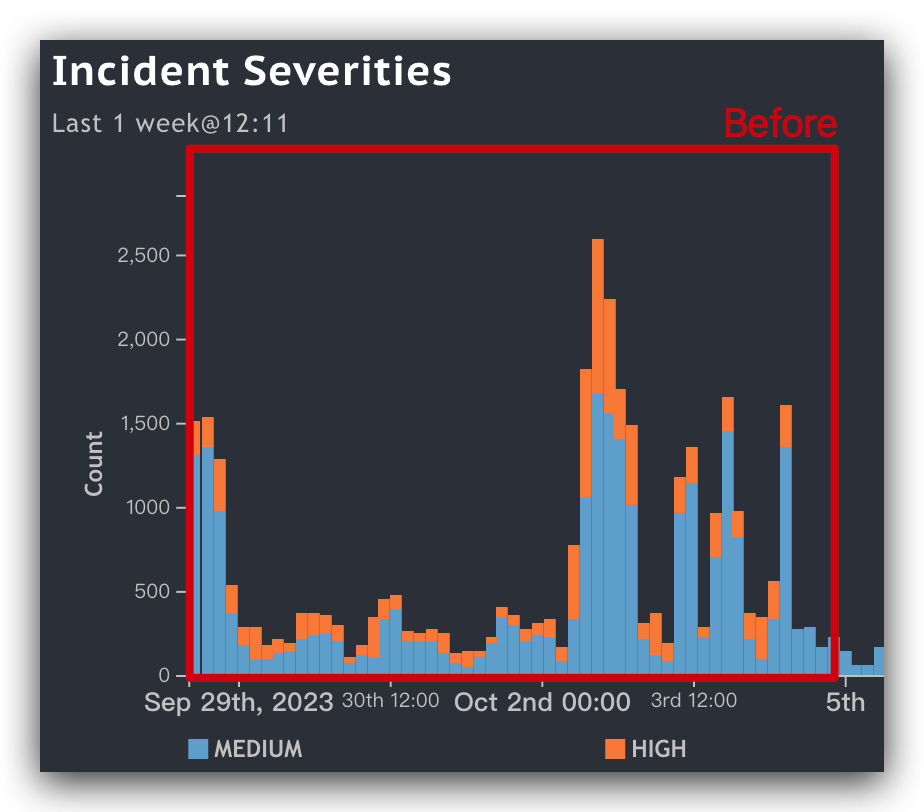 Incident Severities
Last 1 week@12:11
Before
2,500
2,000
1,500
1000
500
0
Count
Sep 29th, 2023 30th 12:00 Oct 2nd 00:00 3rd 12:00 5th
MEDIUM HIGH